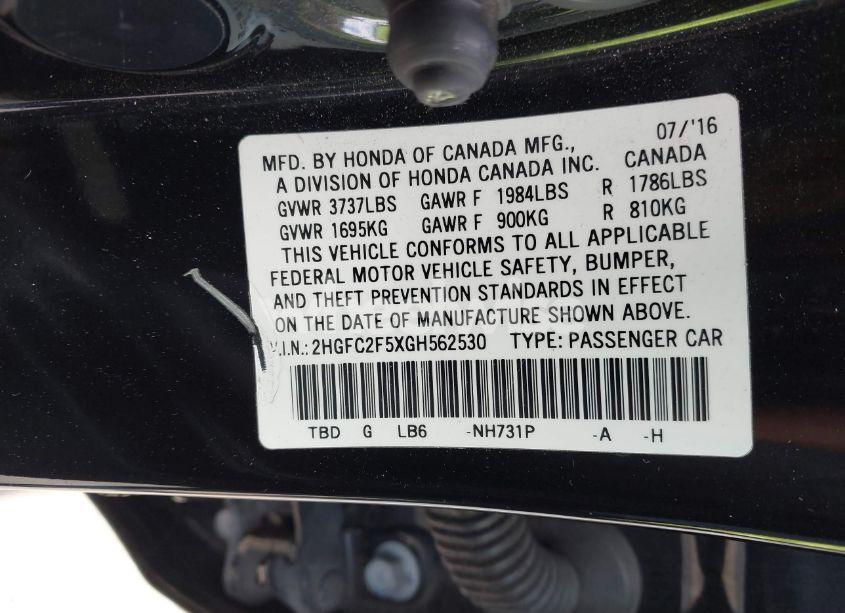 07/'16
MFD. BY HONDA OF CANADA MFG.,
A DIVISION OF HONDA CANADA INC. CANADA
GVWR 3737LBS GAWR F 1984LBS R 1786LBS
GVWR 1695KG GAWR F 900KG R 810KG
THIS VEHICLE CONFORMS TO ALL APPLICABLE
FEDERAL MOTOR VEHICLE SAFETY, BUMPER,
AND THEFT PREVENTION STANDARDS IN EFFECT
ON THE DATE OF MANUFACTURE SHOWN ABOVE.
V.I.N.: 2HGFC2F5XGH562530 TYPE: PASSENGER CAR
TBD G LB6 -NH731P -A -H